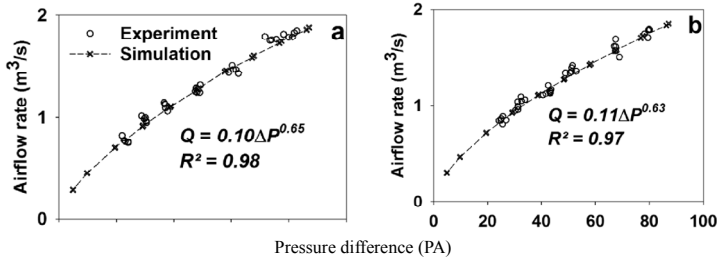 2
Experiment
Simulation
a
Airflow rate (m³/s)
1
Q = 0.10ΔP^0.65
R² = 0.98
0
2
b
Airflow rate (m³/s)
1
Q = 0.11ΔP^0.63
R² = 0.97
0
0 20 40 60 80 100
Pressure difference (PA)